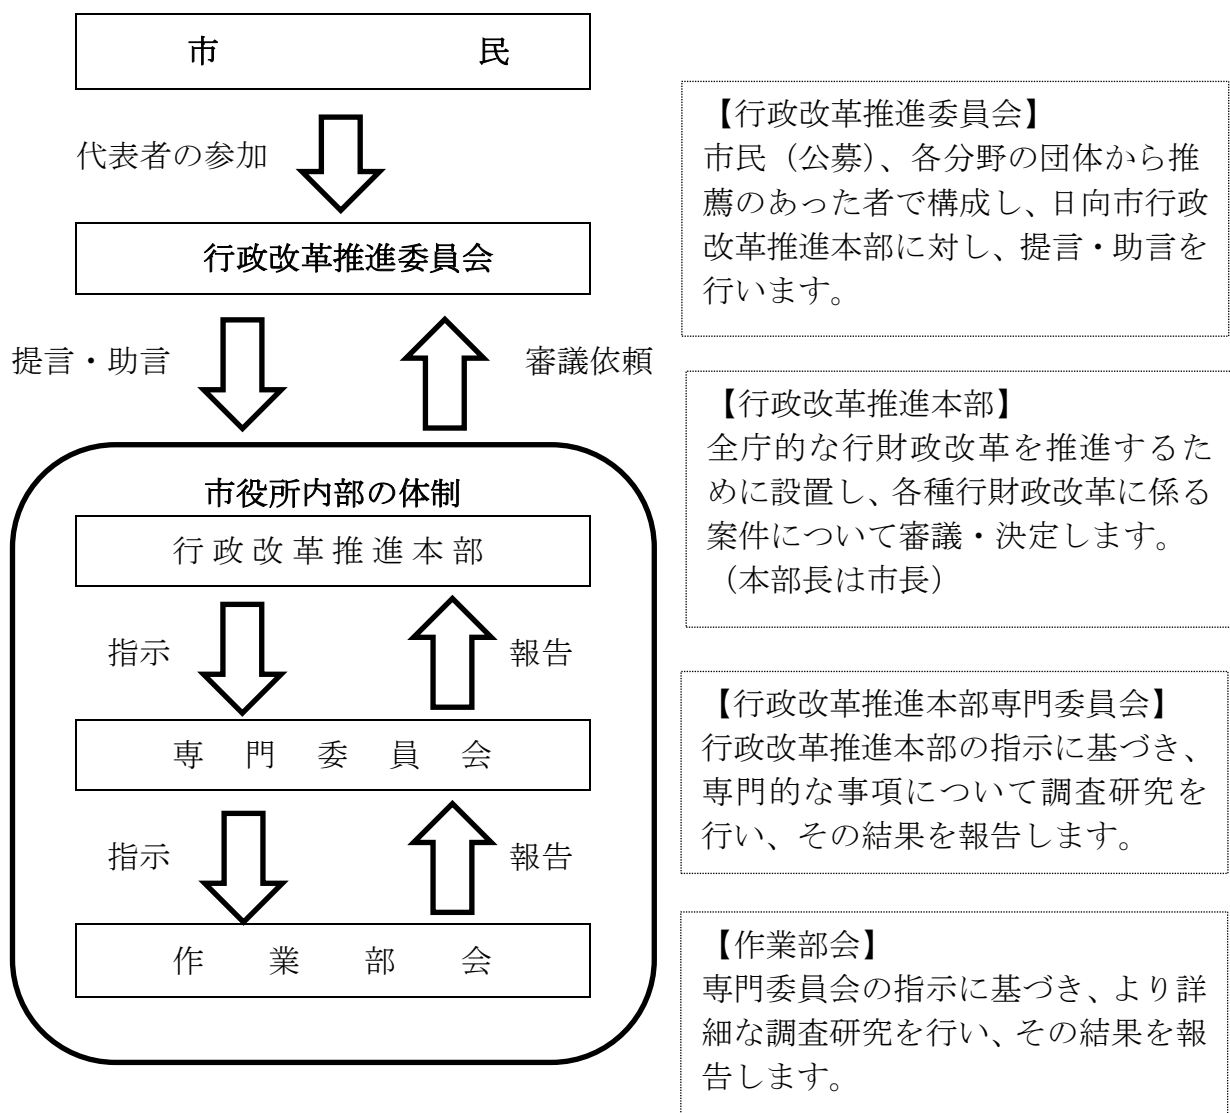 市民
代表者の参加
行政改革推進委員会
提言・助言
審議依頼
市役所内部の体制
行政改革推進本部
指示
報告
専門委員会
指示
報告
作業部会
【行政改革推進委員会】
市民（公募）、各分野の団体から推
薦のあった者で構成し、日向市行政
改革推進本部に対し、提言・助言を
行います。
【行政改革推進本部】
全庁的な行財政改革を推進するた
めに設置し、各種行財政改革に係る
案件について審議・決定します。
（本部長は市長）
【行政改革推進本部専門委員会】
行政改革推進本部の指示に基づき、
専門的な事項について調査研究を
行い、その結果を報告します。
【作業部会】
専門委員会の指示に基づき、より詳
細な調査研究を行い、その結果を報
告します。